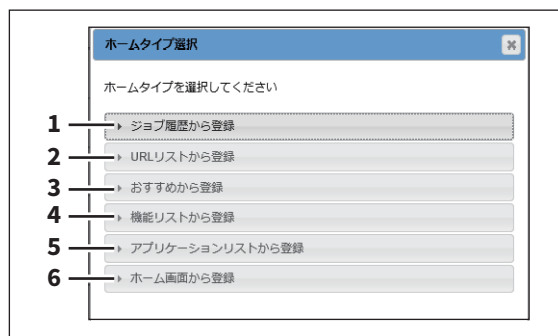 ホームタイプ選択
ホームタイプを選択してください
1 ジョブ履歴から登録
2 URLリストから登録
3 おすすめから登録
4 機能リストから登録
5 アプリケーションリストから登録
6 ホーム画面から登録